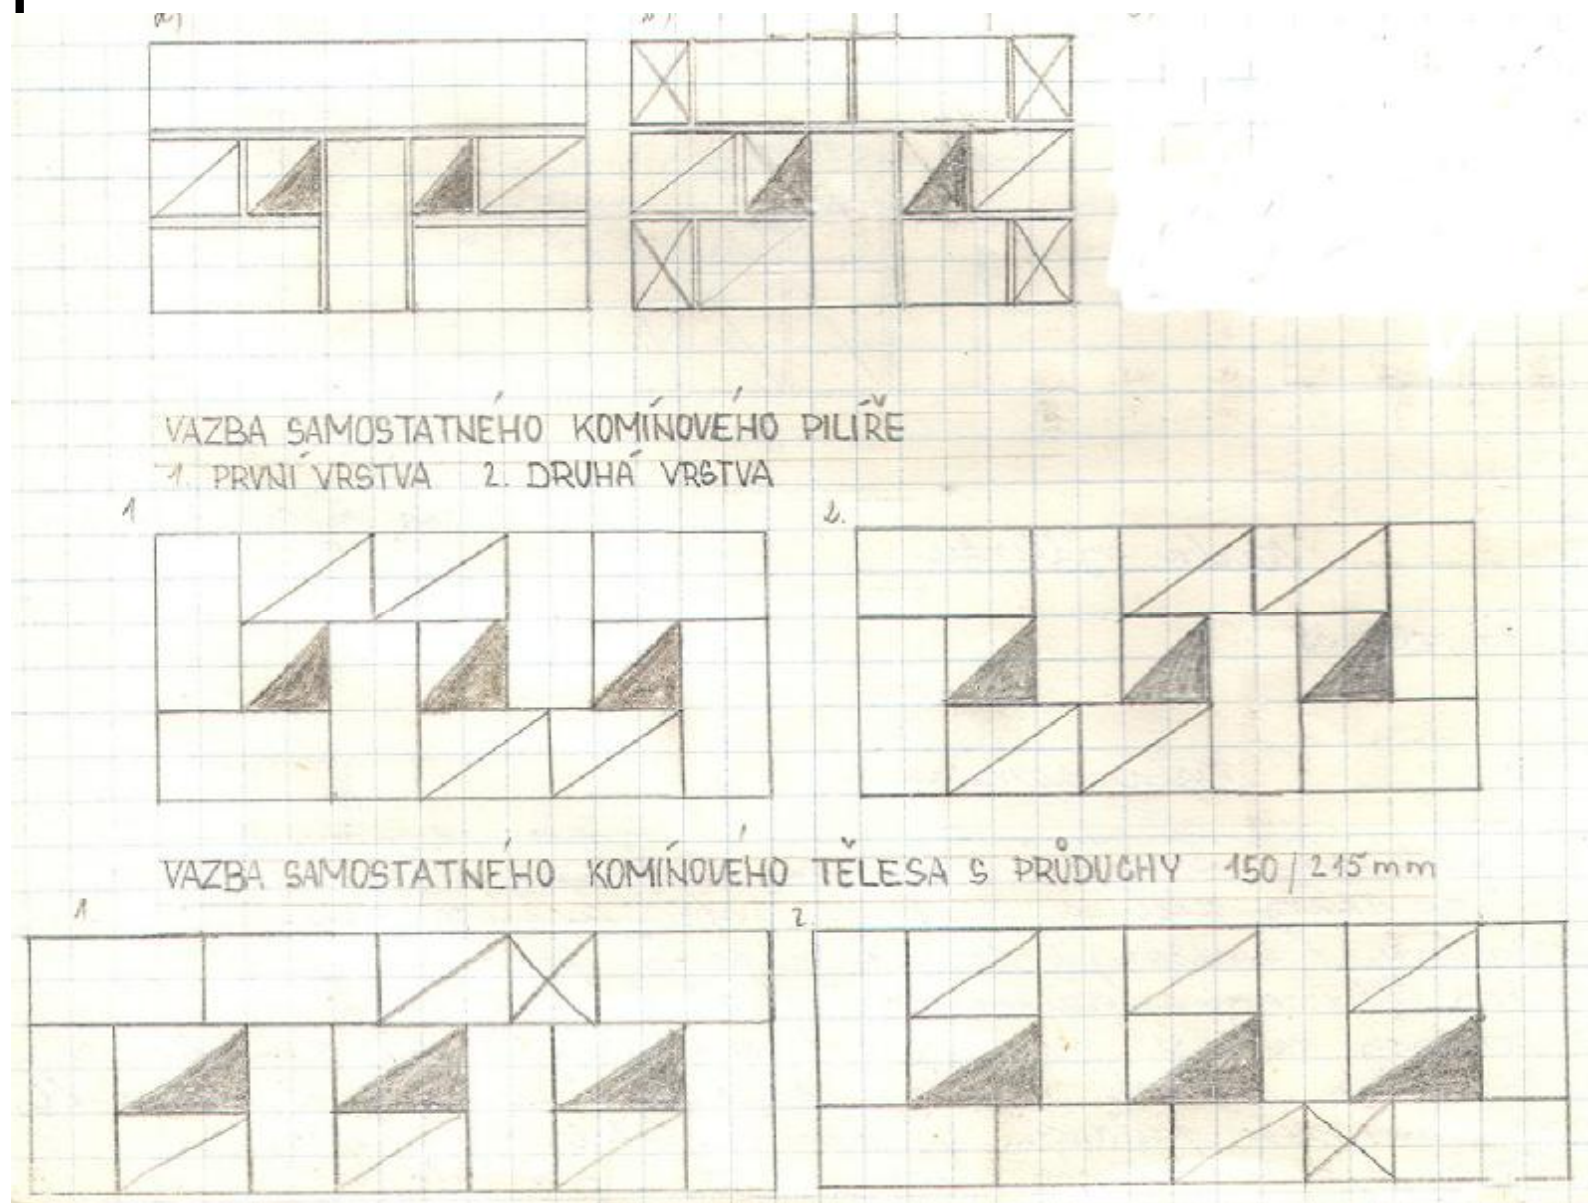 VAZBA SAMOSTATNÉHO KOMÍNOVÉHO PILÍŘE
1. PRVNÍ VRSTVA 2. DRUHÁ VRSTVA
1 2.
VAZBA SAMOSTATNÉHO KOMÍNOVÉHO TĚLESA S PRŮDUCHY 150/215 mm
1 2.